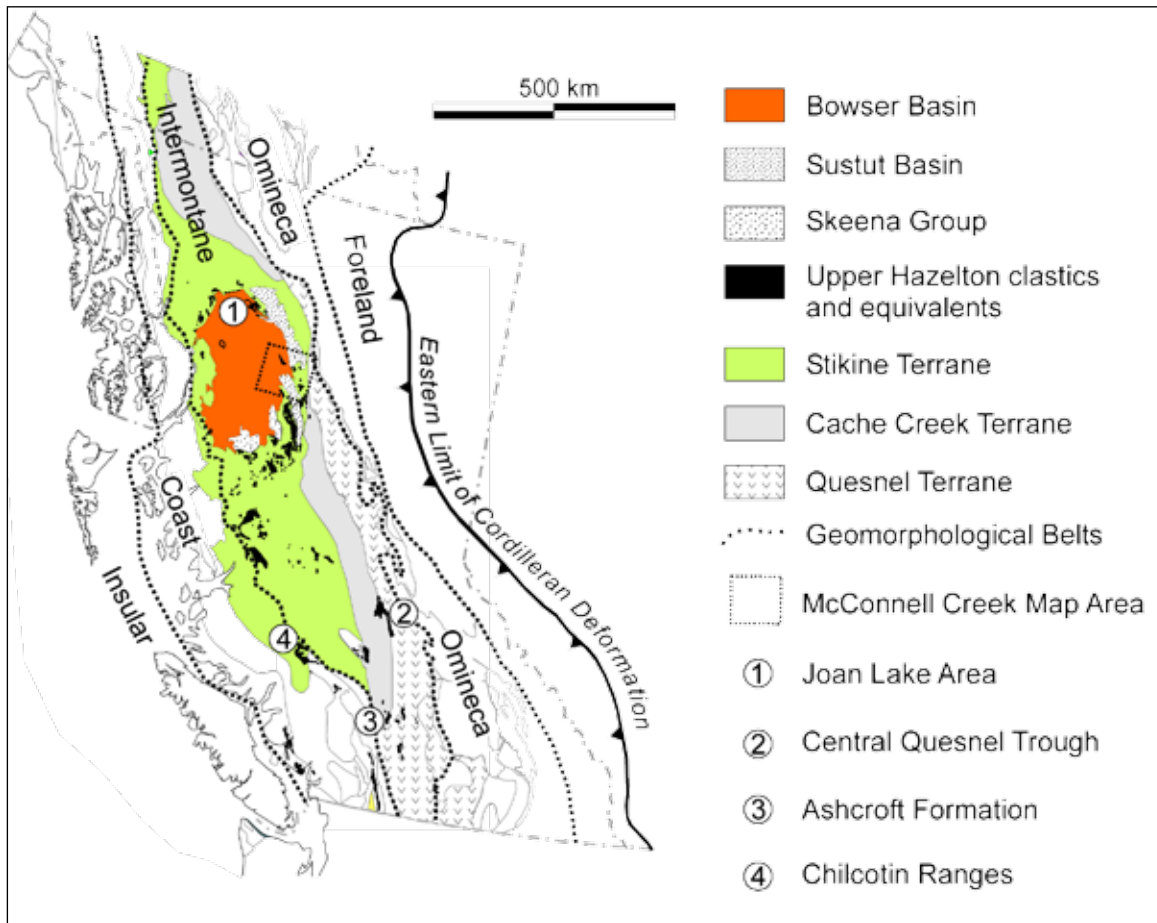 500 km
Intermontane
Omineca
Foreland
Eastern Limit of Cordilleran Deformation
Coast
Insular
Omineca
1
2
3
4
Bowser Basin
Sustut Basin
Skeena Group
Upper Hazelton clastics
and equivalents
Stikine Terrane
Cache Creek Terrane
Quesnel Terrane
Geomorphological Belts
McConnell Creek Map Area
1 Joan Lake Area
2 Central Quesnel Trough
3 Ashcroft Formation
4 Chilcotin Ranges